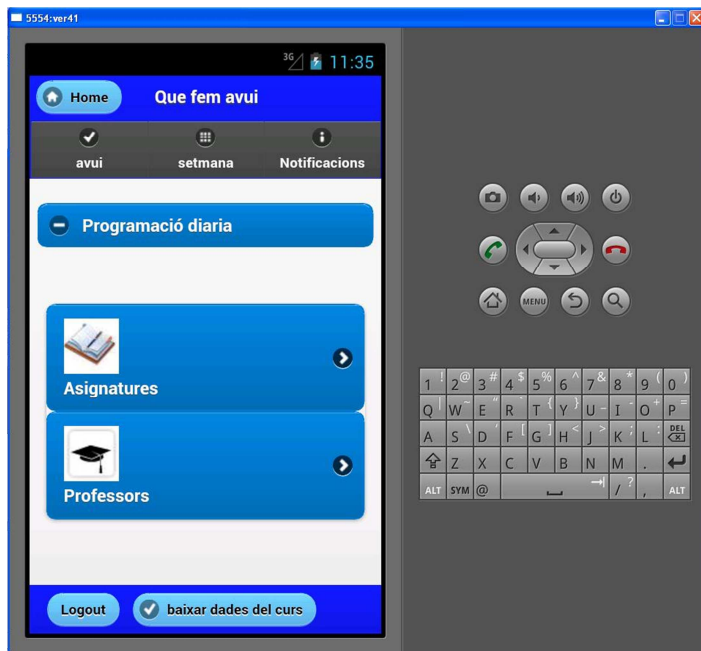 5554:ver41
3G 11:35
Home Que fem avui
avui setmana Notificacions
Programació diaria
Asignatures
Professors
Logout baixar dades del curs
MENU
1 ! 2 @ 3 # 4 $ 5 % 6 ^ 7 & 8 * 9 ( 0 )
Q | W ~ E " R ` T { Y } U _ I - O + P =
A S \ D ' F [ G ] H < J > K ; L : DEL
Z X C V B N M .
ALT SYM @ / ? , ALT